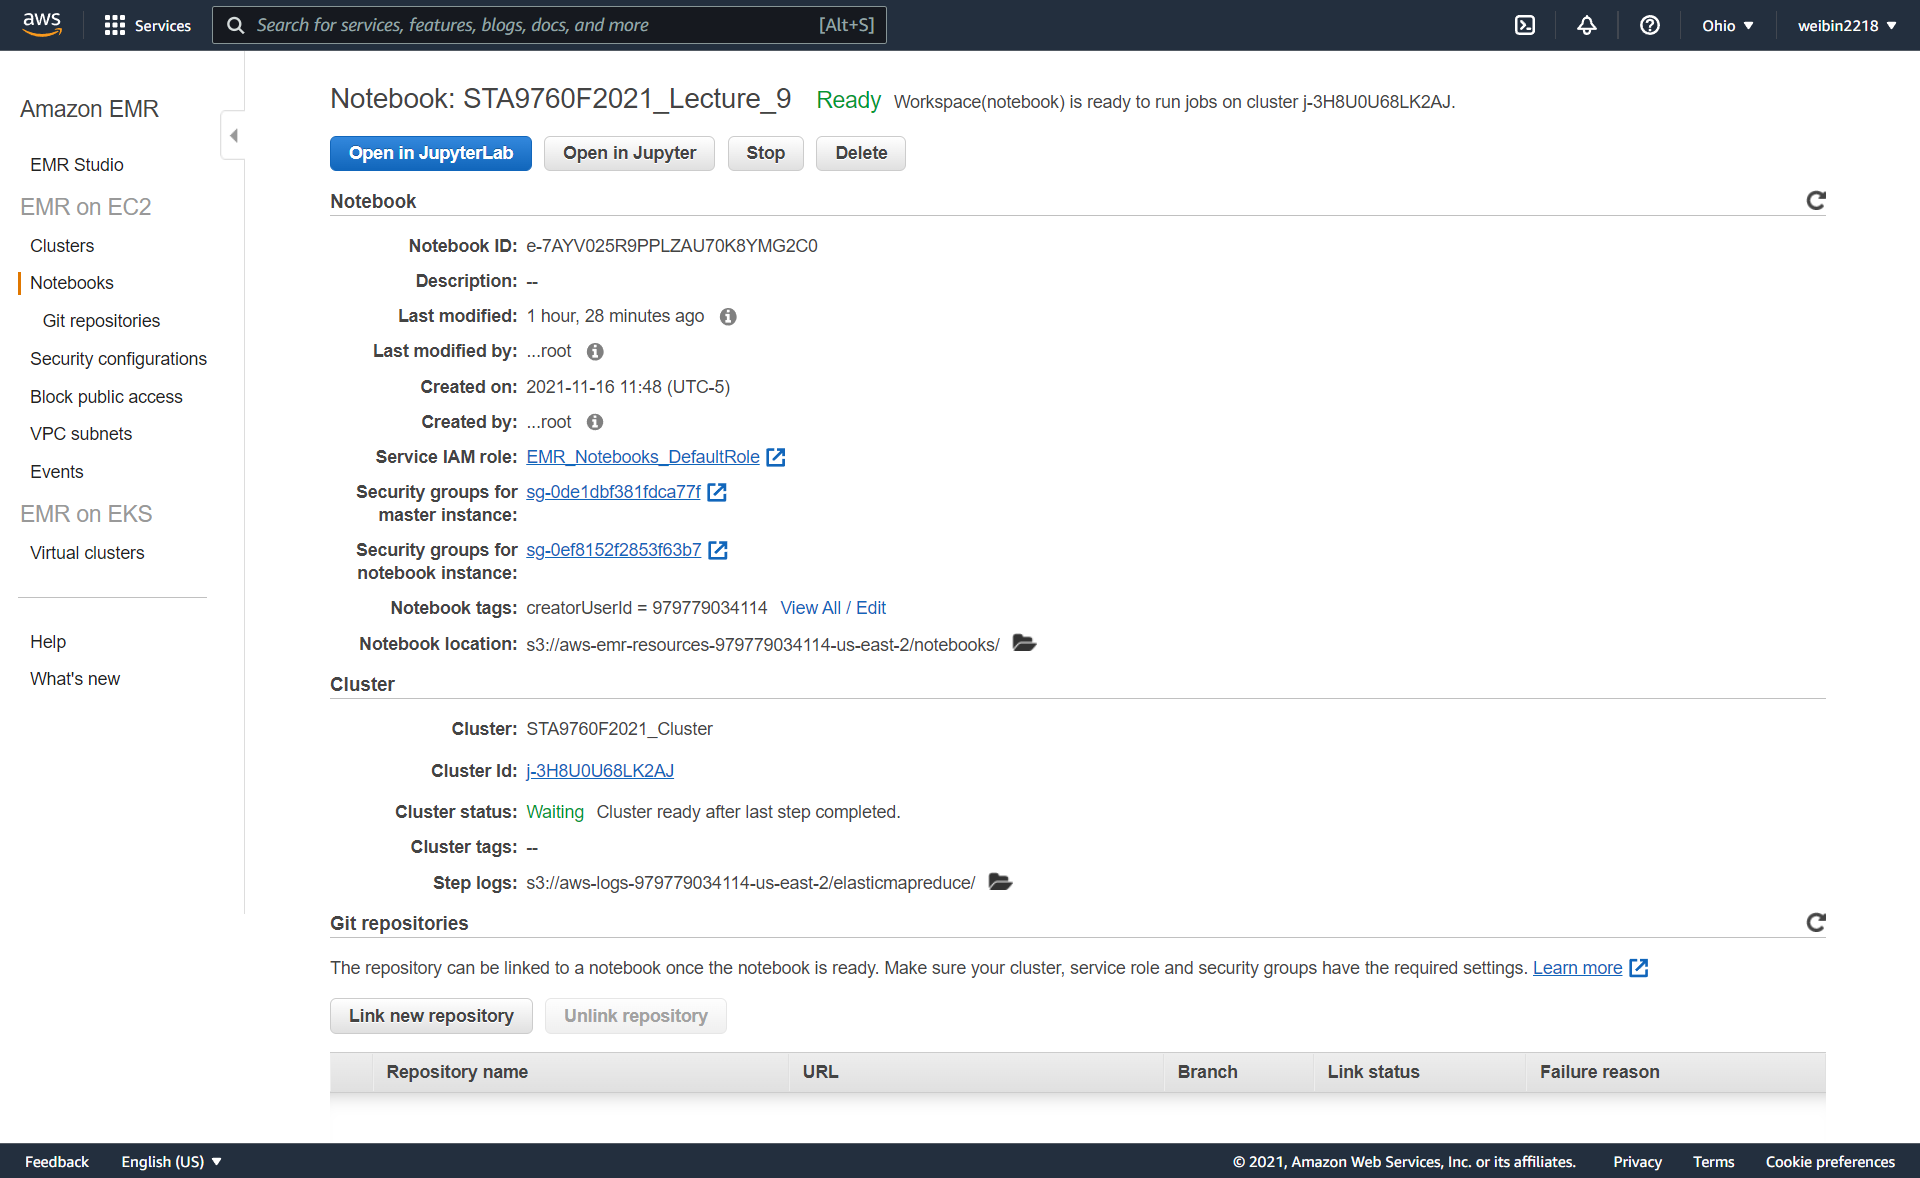 aws Services Search for services, features, blogs, docs, and more [Alt+S] Ohio weibin2218
Amazon EMR
EMR Studio
EMR on EC2
Clusters
Notebooks
Git repositories
Security configurations
Block public access
VPC subnets
Events
EMR on EKS
Virtual clusters
Help
What's new
Notebook: STA9760F2021_Lecture_9 Ready Workspace(notebook) is ready to run jobs on cluster j-3H8U0U68LK2AJ.
Open in JupyterLab Open in Jupyter Stop Delete
Notebook
Notebook ID: e-7AYV025R9PPLZAU70K8YMG2C0
Description: --
Last modified: 1 hour, 28 minutes ago
Last modified by: ...root
Created on: 2021-11-16 11:48 (UTC-5)
Created by: ...root
Service IAM role: EMR_Notebooks_DefaultRole
Security groups for sg-0de1dbf381fdca77f
master instance:
Security groups for sg-0ef8152f2853f63b7
notebook instance:
Notebook tags: creatorUserId = 979779034114 View All / Edit
Notebook location: s3://aws-emr-resources-979779034114-us-east-2/notebooks/
Cluster
Cluster: STA9760F2021_Cluster
Cluster Id: j-3H8U0U68LK2AJ
Cluster status: Waiting Cluster ready after last step completed.
Cluster tags: --
Step logs: s3://aws-logs-979779034114-us-east-2/elasticmapreduce/
Git repositories
The repository can be linked to a notebook once the notebook is ready. Make sure your cluster, service role and security groups have the required settings. Learn more
Link new repository Unlink repository
Repository name URL Branch Link status Failure reason
Feedback English (US) © 2021, Amazon Web Services, Inc. or its affiliates. Privacy Terms Cookie preferences